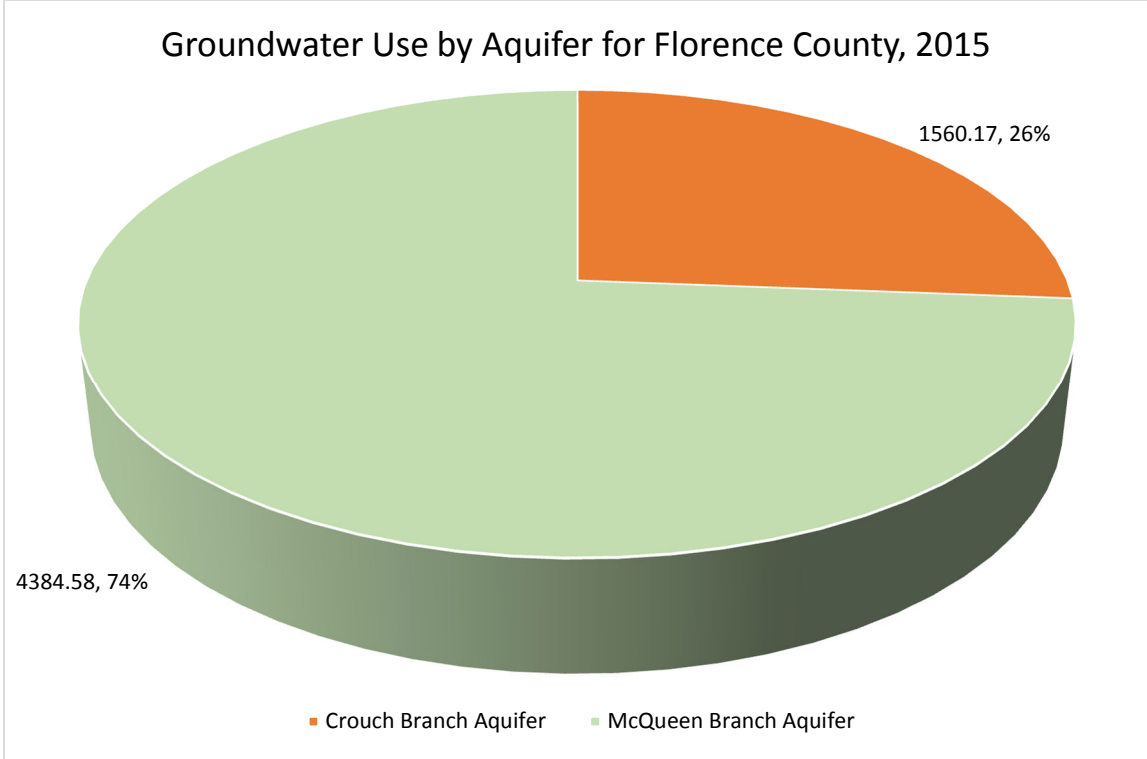 Groundwater Use by Aquifer for Florence County, 2015
1560.17, 26%
4384.58, 74%
Crouch Branch Aquifer McQueen Branch Aquifer